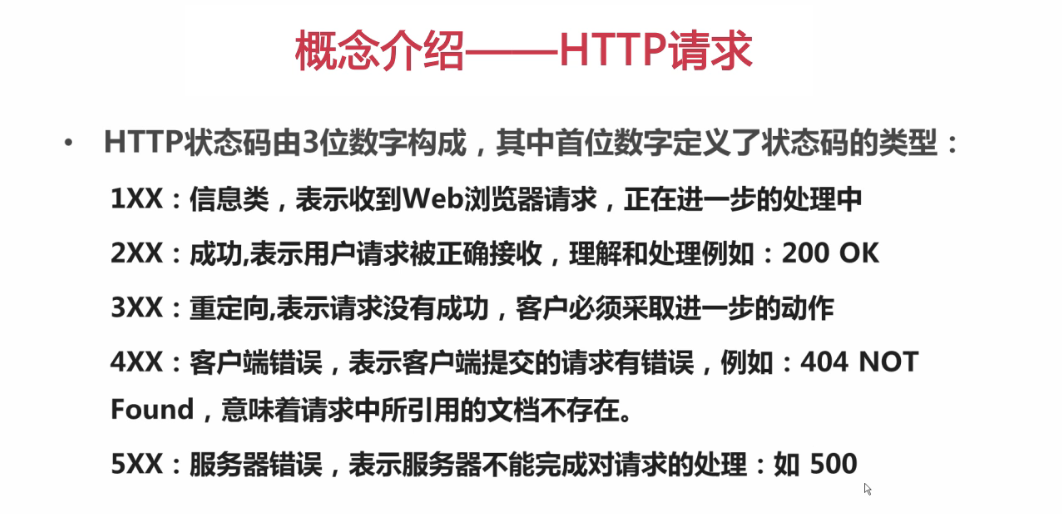 概念介绍——HTTP请求
• HTTP状态码由3位数字构成，其中首位数字定义了状态码的类型：
1XX：信息类，表示收到Web浏览器请求，正在进一步的处理中
2XX：成功,表示用户请求被正确接收，理解和处理例如：200 OK
3XX：重定向,表示请求没有成功，客户必须采取进一步的动作
4XX：客户端错误，表示客户端提交的请求有错误，例如：404 NOT
Found，意味着请求中所引用的文档不存在。
5XX：服务器错误，表示服务器不能完成对请求的处理：如 500